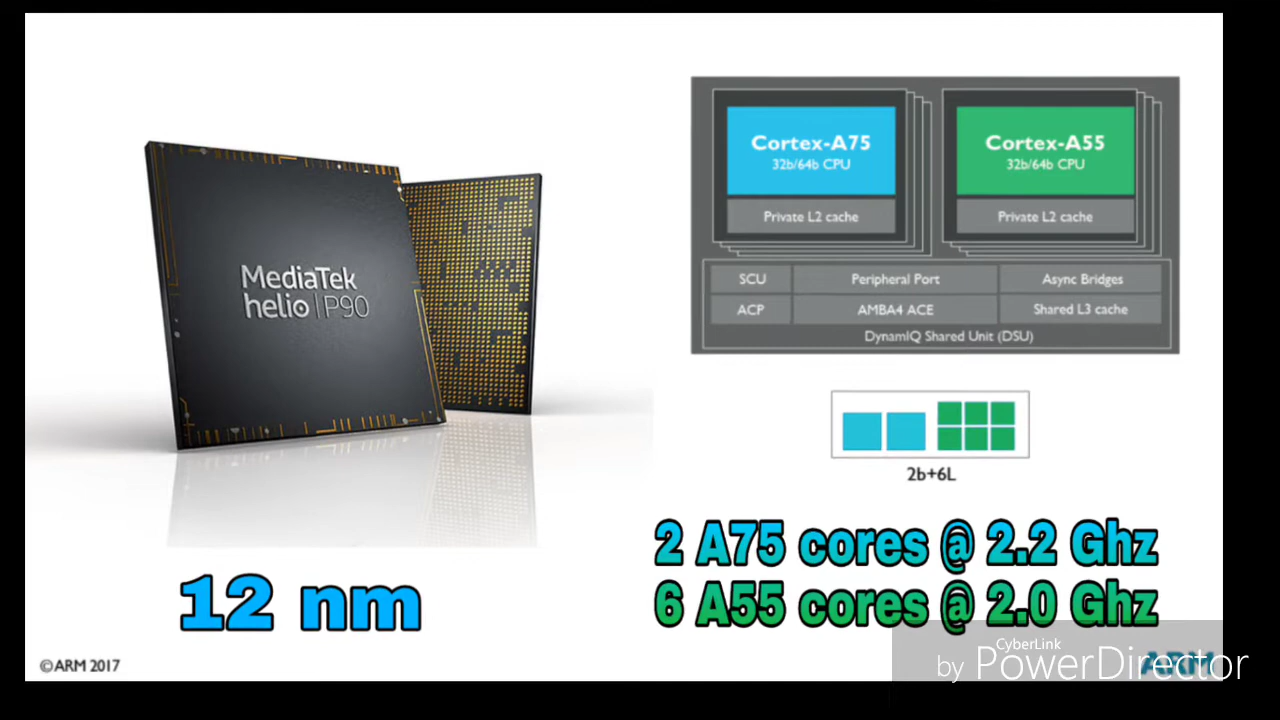 MediaTek
helio | P90
12 nm
©ARM 2017
Cortex-A75
32b/64b CPU
Private L2 cache
Cortex-A55
32b/64b CPU
Private L2 cache
SCU
Peripheral Port
Async Bridges
ACP
AMBA4 ACE
Shared L3 cache
DynamIQ Shared Unit (DSU)
2b+6L
2 A75 cores @ 2.2 Ghz
6 A55 cores @ 2.0 Ghz
ARM
CyberLink
by PowerDirector